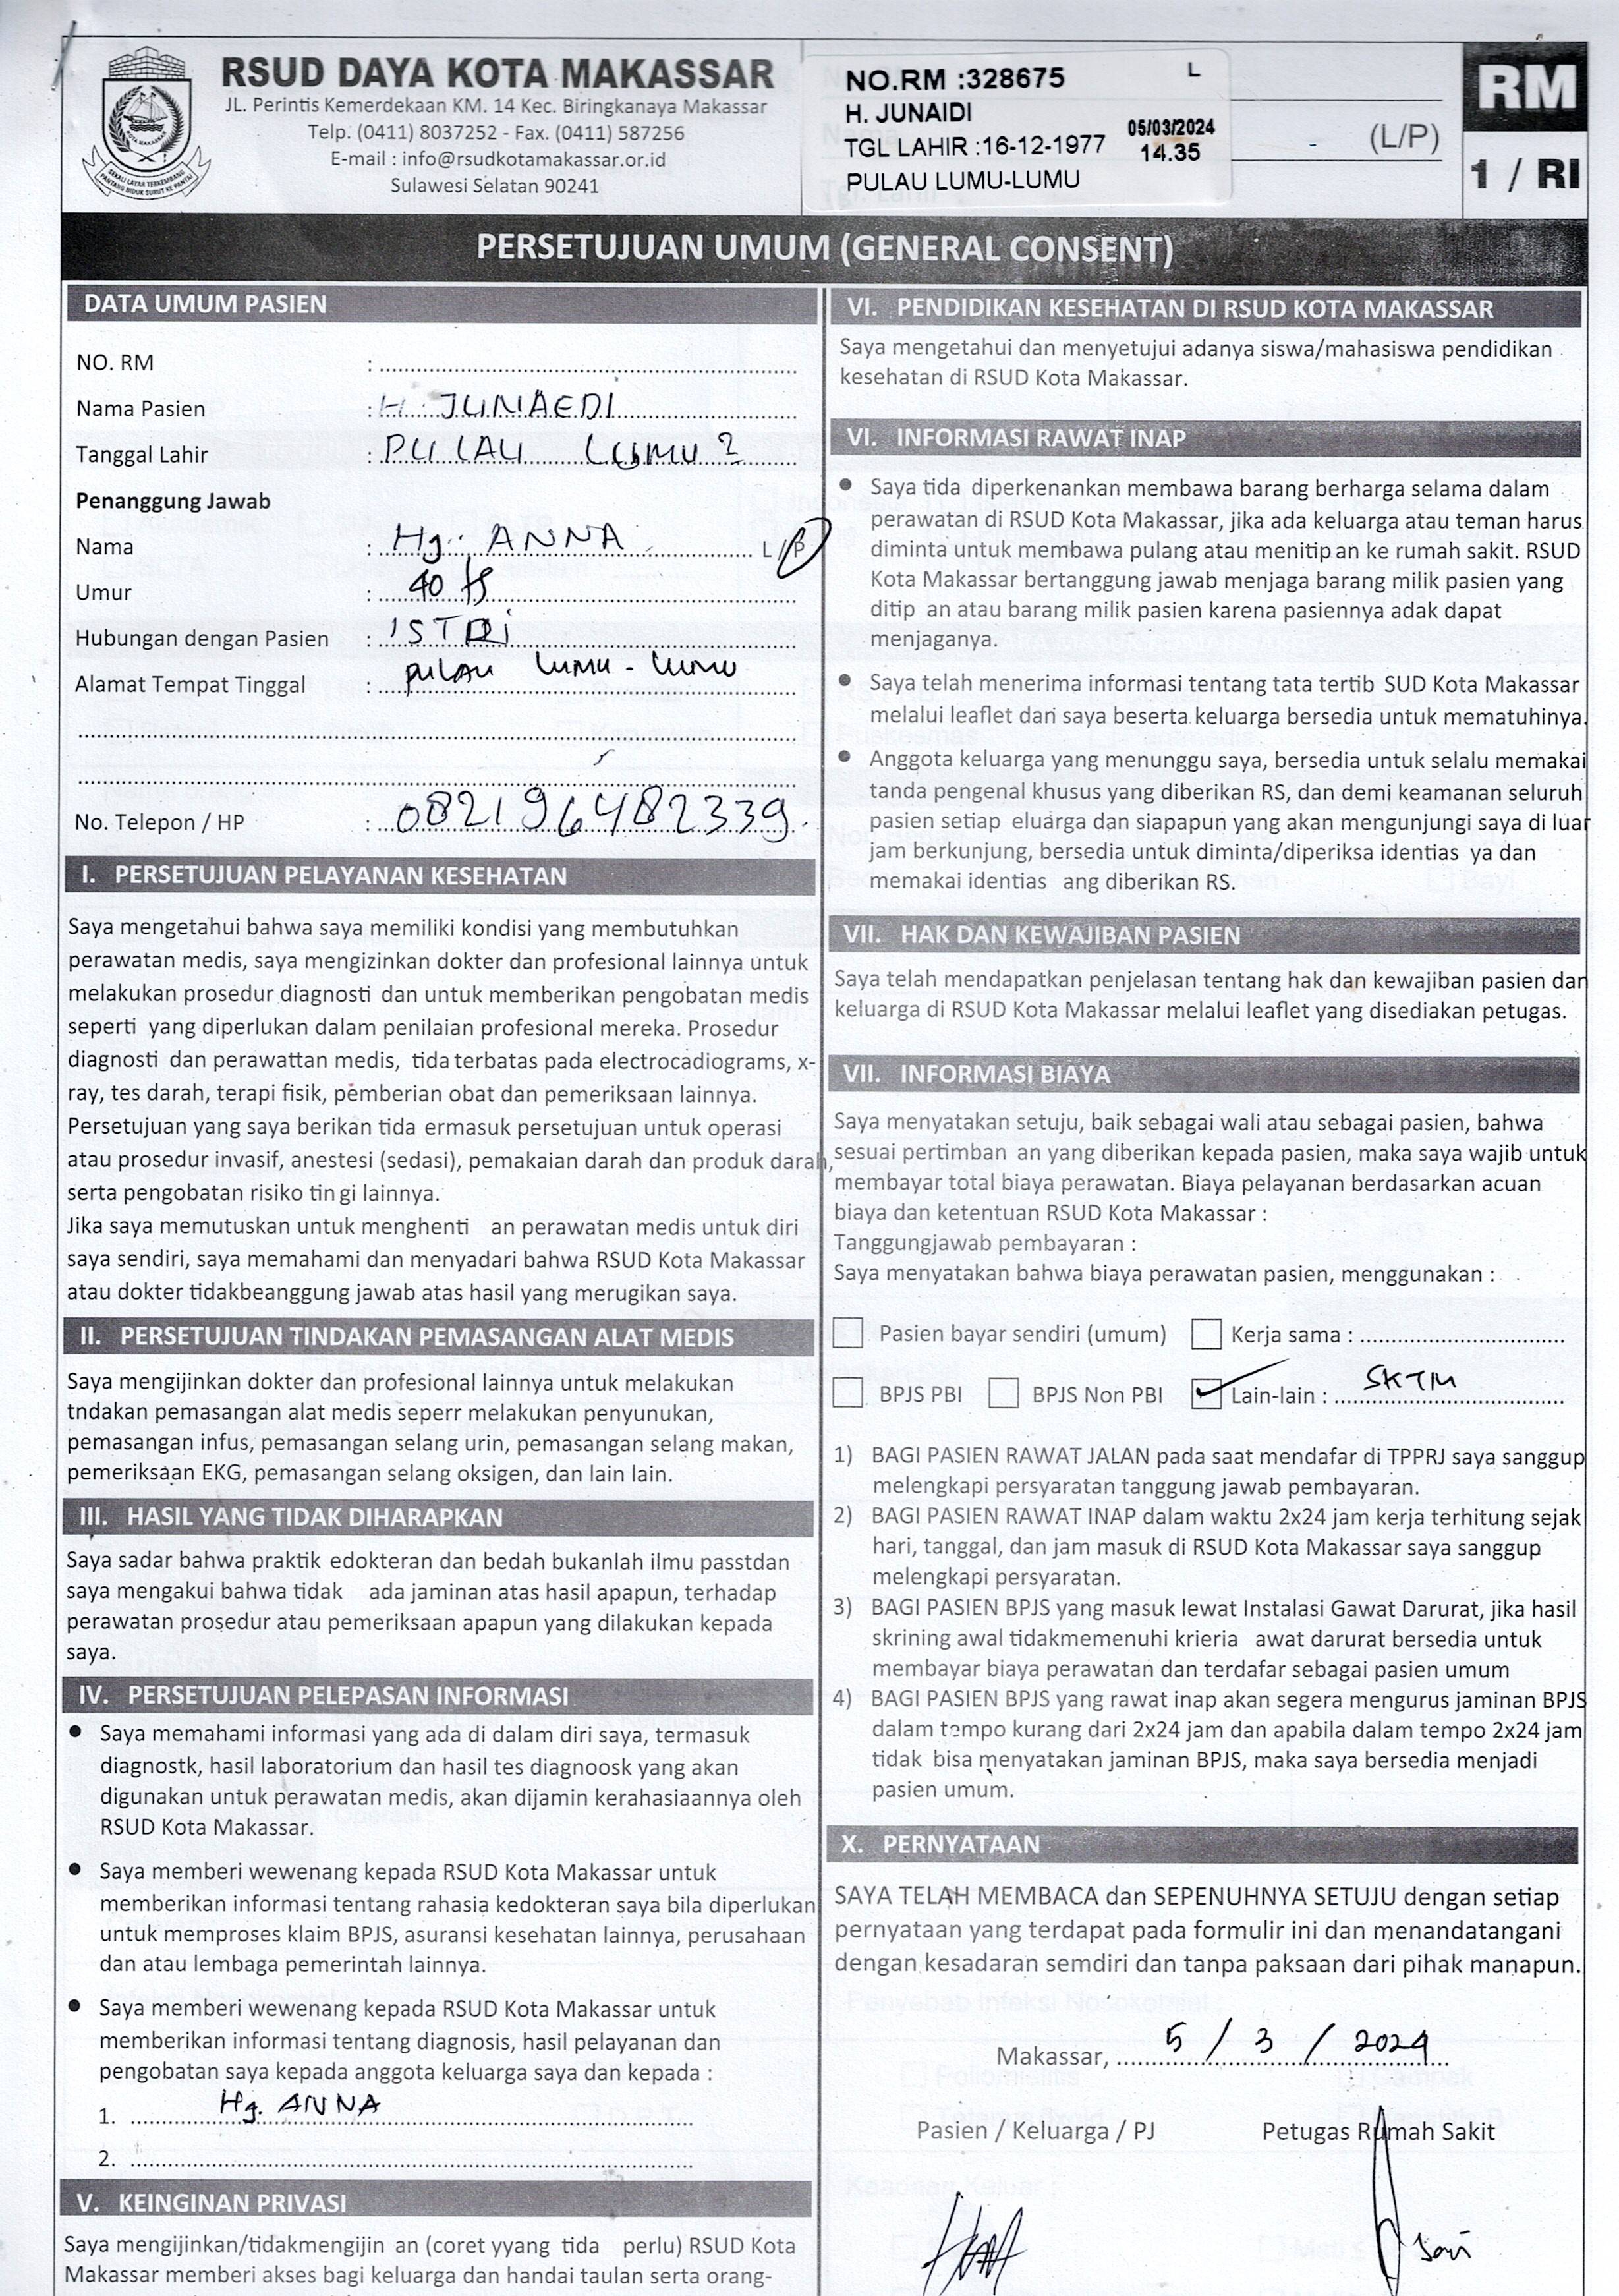 RSUD DAYA KOTA MAKASSAR
JL. Perintis Kemerdekaan KM. 14 Kec. Biringkanaya Makassar
Telp. (0411) 8037252 - Fax. (0411) 587256
E-mail : info@rsudkotamakassar.or.id
Sulawesi Selatan 90241
NO.RM :328675 L
H. JUNAIDI
TGL LAHIR :16-12-1977
05/03/2024
14.35
PULAU LUMU-LUMU
(L/P)
RM
1 / RI
PERSETUJUAN UMUM (GENERAL CONSENT)
DATA UMUM PASIEN
NO. RM :
Nama Pasien : H. JUNAEDI
Tanggal Lahir : PULAU LUMU 2
Penanggung Jawab
Nama : Hj. ANNA L/P
Umur : 40
Hubungan dengan Pasien : ISTRI
Alamat Tempat Tinggal : PULAU LUMU - LUMU
No. Telepon / HP : 082196482339.
I. PERSETUJUAN PELAYANAN KESEHATAN
Saya mengetahui bahwa saya memiliki kondisi yang membutuhkan
perawatan medis, saya mengizinkan dokter dan profesional lainnya untuk
melakukan prosedur diagnosti dan untuk memberikan pengobatan medis
seperti yang diperlukan dalam penilaian profesional mereka. Prosedur
diagnosti dan perawattan medis, tida terbatas pada electrocadiograms, x-
ray, tes darah, terapi fisik, pemberian obat dan pemeriksaan lainnya.
Persetujuan yang saya berikan tida ermasuk persetujuan untuk operasi
atau prosedur invasif, anestesi (sedasi), pemakaian darah dan produk darah,
serta pengobatan risiko tin gi lainnya.
Jika saya memutuskan untuk menghenti an perawatan medis untuk diri
saya sendiri, saya memahami dan menyadari bahwa RSUD Kota Makassar
atau dokter tidakbeanggung jawab atas hasil yang merugikan saya.
II. PERSETUJUAN TINDAKAN PEMASANGAN ALAT MEDIS
Saya mengijinkan dokter dan profesional lainnya untuk melakukan
tndakan pemasangan alat medis seperr melakukan penyunukan,
pemasangan infus, pemasangan selang urin, pemasangan selang makan,
pemeriksaan EKG, pemasangan selang oksigen, dan lain lain.
III. HASIL YANG TIDAK DIHARAPKAN
Saya sadar bahwa praktik edokteran dan bedah bukanlah ilmu passtdan
saya mengakui bahwa tidak ada jaminan atas hasil apapun, terhadap
perawatan prosedur atau pemeriksaan apapun yang dilakukan kepada
saya.
IV. PERSETUJUAN PELEPASAN INFORMASI
• Saya memahami informasi yang ada di dalam diri saya, termasuk
diagnostk, hasil laboratorium dan hasil tes diagnoosk yang akan
digunakan untuk perawatan medis, akan dijamin kerahasiaannya oleh
RSUD Kota Makassar.
• Saya memberi wewenang kepada RSUD Kota Makassar untuk
memberikan informasi tentang rahasia kedokteran saya bila diperlukan
untuk memproses klaim BPJS, asuransi kesehatan lainnya, perusahaan
dan atau lembaga pemerintah lainnya.
• Saya memberi wewenang kepada RSUD Kota Makassar untuk
memberikan informasi tentang diagnosis, hasil pelayanan dan
pengobatan saya kepada anggota keluarga saya dan kepada :
1. Hj. ANNA
2.
V. KEINGINAN PRIVASI
Saya mengijinkan/tidakmengijin an (coret yyang tida perlu) RSUD Kota
Makassar memberi akses bagi keluarga dan handai taulan serta orang-
VI. PENDIDIKAN KESEHATAN DI RSUD KOTA MAKASSAR
Saya mengetahui dan menyetujui adanya siswa/mahasiswa pendidikan
kesehatan di RSUD Kota Makassar.
VI. INFORMASI RAWAT INAP
• Saya tida diperkenankan membawa barang berharga selama dalam
perawatan di RSUD Kota Makassar, jika ada keluarga atau teman harus
diminta untuk membawa pulang atau menitip an ke rumah sakit. RSUD
Kota Makassar bertanggung jawab menjaga barang milik pasien yang
ditip an atau barang milik pasien karena pasiennya adak dapat
menjaganya.
• Saya telah menerima informasi tentang tata tertib SUD Kota Makassar
melalui leaflet dari saya beserta keluarga bersedia untuk mematuhinya.
• Anggota keluarga yang menunggu saya, bersedia untuk selalu memakai
tanda pengenal khusus yang diberikan RS, dan demi keamanan seluruh
pasien setiap eluarga dan siapapun yang akan mengunjungi saya di luar
jam berkunjung, bersedia untuk diminta/diperiksa identias ya dan
memakai identias ang diberikan RS.
VII. HAK DAN KEWAJIBAN PASIEN
Saya telah mendapatkan penjelasan tentang hak dan kewajiban pasien dan
keluarga di RSUD Kota Makassar melalui leaflet yang disediakan petugas.
VII. INFORMASI BIAYA
Saya menyatakan setuju, baik sebagai wali atau sebagai pasien, bahwa
sesuai pertimban an yang diberikan kepada pasien, maka saya wajib untuk
membayar total biaya perawatan. Biaya pelayanan berdasarkan acuan
biaya dan ketentuan RSUD Kota Makassar :
Tanggungjawab pembayaran :
Saya menyatakan bahwa biaya perawatan pasien, menggunakan :
Pasien bayar sendiri (umum) Kerja sama :
BPJS PBI BPJS Non PBI ✓ Lain-lain : SKTM
1) BAGI PASIEN RAWAT JALAN pada saat mendafar di TPPRJ saya sanggup
melengkapi persyaratan tanggung jawab pembayaran.
2) BAGI PASIEN RAWAT INAP dalam waktu 2x24 jam kerja terhitung sejak
hari, tanggal, dan jam masuk di RSUD Kota Makassar saya sanggup
melengkapi persyaratan.
3) BAGI PASIEN BPJS yang masuk lewat Instalasi Gawat Darurat, jika hasil
skrining awal tidakmemenuhi krieria awat darurat bersedia untuk
membayar biaya perawatan dan terdafar sebagai pasien umum
4) BAGI PASIEN BPJS yang rawat inap akan segera mengurus jaminan BPJS
dalam tempo kurang dari 2x24 jam dan apabila dalam tempo 2x24 jam
tidak bisa menyatakan jaminan BPJS, maka saya bersedia menjadi
pasien umum.
X. PERNYATAAN
SAYA TELAH MEMBACA dan SEPENUHNYA SETUJU dengan setiap
pernyataan yang terdapat pada formulir ini dan menandatangani
dengan kesadaran semdiri dan tanpa paksaan dari pihak manapun.
Makassar, 5 / 3 / 2024
Pasien / Keluarga / PJ Petugas Rumah Sakit